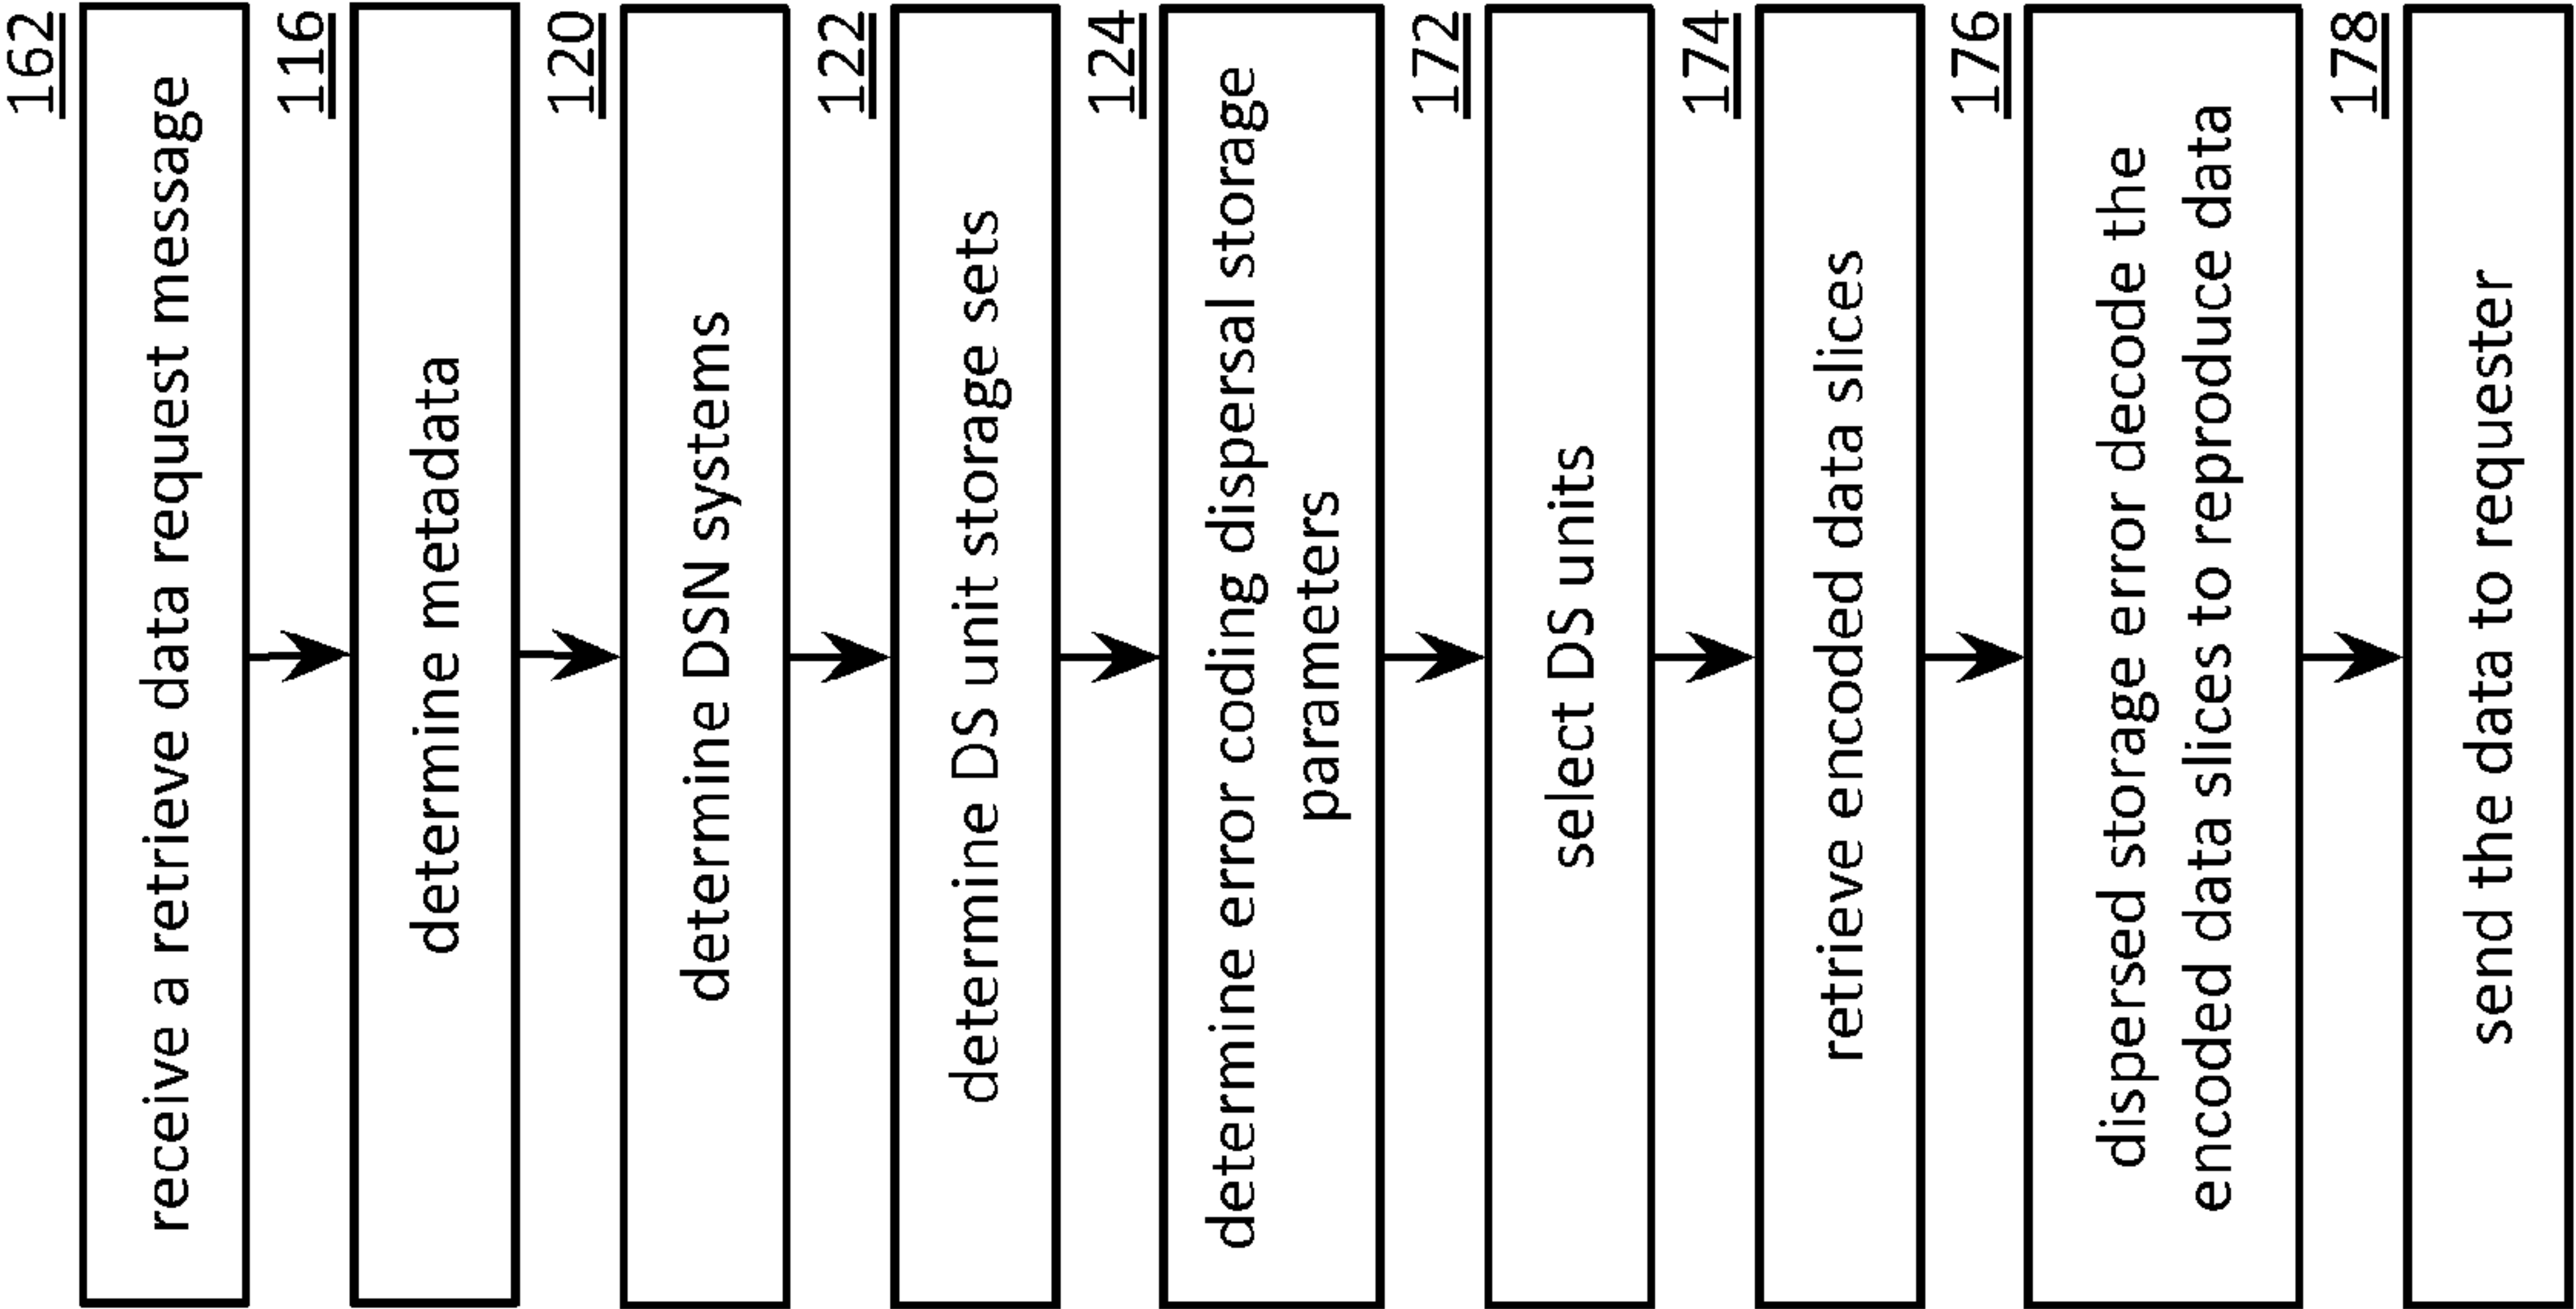 162
receive a retrieve data request message
116
determine metadata
120
determine DSN systems
122
determine DS unit storage sets
124
determine error coding dispersal storage
parameters
172
select DS units
174
retrieve encoded data slices
176
dispersed storage error decode the
encoded data slices to reproduce data
178
send the data to requester